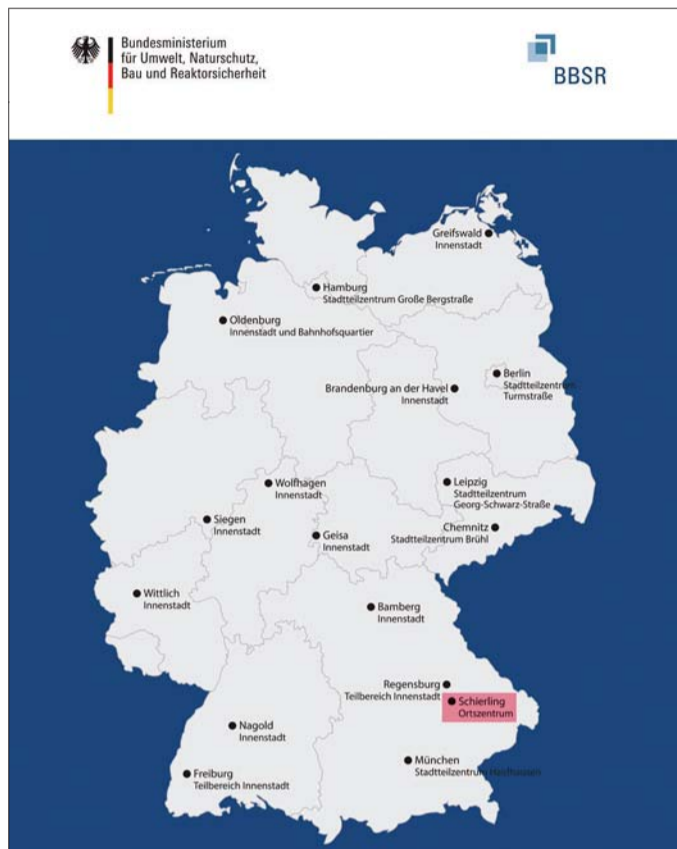 Bundesministerium
für Umwelt, Naturschutz,
Bau und Reaktorsicherheit
BBSR
Greifswald
Innenstadt
Hamburg
Stadtteilzentrum Große Bergstraße
Oldenburg
Innenstadt und Bahnhofsquartier
Berlin
Stadtteilzentrum
Turmstraße
Brandenburg an der Havel
Innenstadt
Wolfhagen
Innenstadt
Leipzig
Stadtteilzentrum
Georg-Schwarz-Straße
Siegen
Innenstadt
Geisa
Innenstadt
Chemnitz
Stadtteilzentrum Brühl
Wittlich
Innenstadt
Bamberg
Innenstadt
Regensburg
Teilbereich Innenstadt
Schierling
Ortszentrum
Nagold
Innenstadt
München
Stadtteilzentrum Haidhausen
Freiburg
Teilbereich Innenstadt